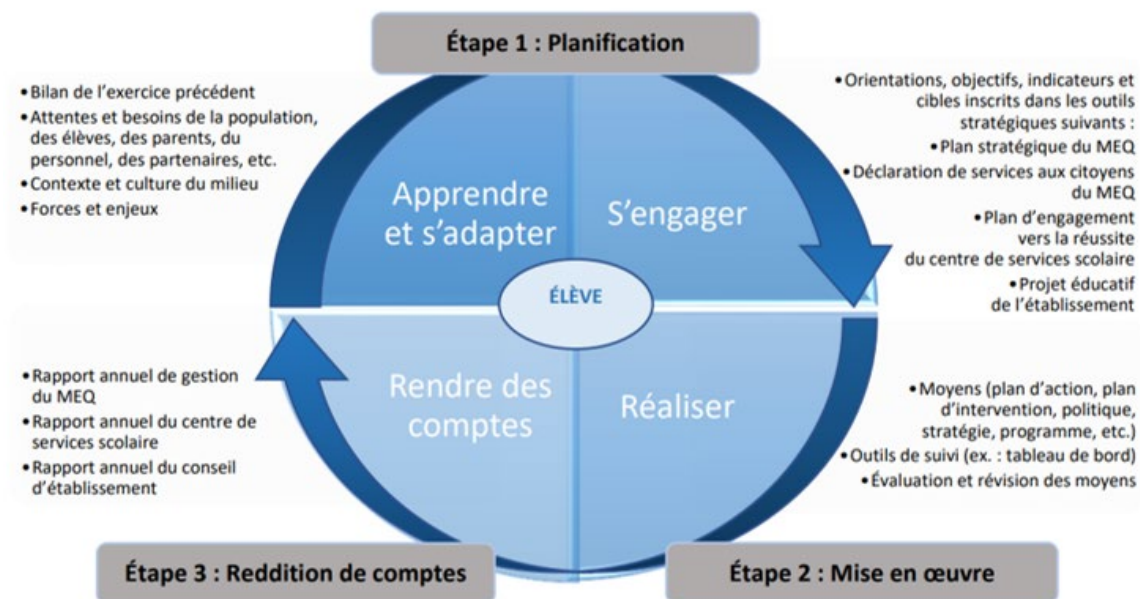 Étape 1 : Planification
•Bilan de l'exercice précédent
•Attentes et besoins de la population,
des élèves, des parents, du
personnel, des partenaires, etc.
•Contexte et culture du milieu
•Forces et enjeux
•Orientations, objectifs, indicateurs et
cibles inscrits dans les outils
stratégiques suivants :
•Plan stratégique du MEQ
•Déclaration de services aux citoyens
du MEQ
•Plan d'engagement
vers la réussite
du centre de services scolaire
•Projet éducatif
de l'établissement
Apprendre
et s'adapter
S'engager
ÉLÈVE
Rendre des
comptes
Réaliser
•Rapport annuel de gestion
du MEQ
•Rapport annuel du centre de
services scolaire
•Rapport annuel du conseil
d'établissement
•Moyens (plan d'action, plan
d'intervention, politique,
stratégie, programme, etc.)
•Outils de suivi (ex. : tableau de bord)
•Évaluation et révision des moyens
Étape 3 : Reddition de comptes
Étape 2 : Mise en œuvre